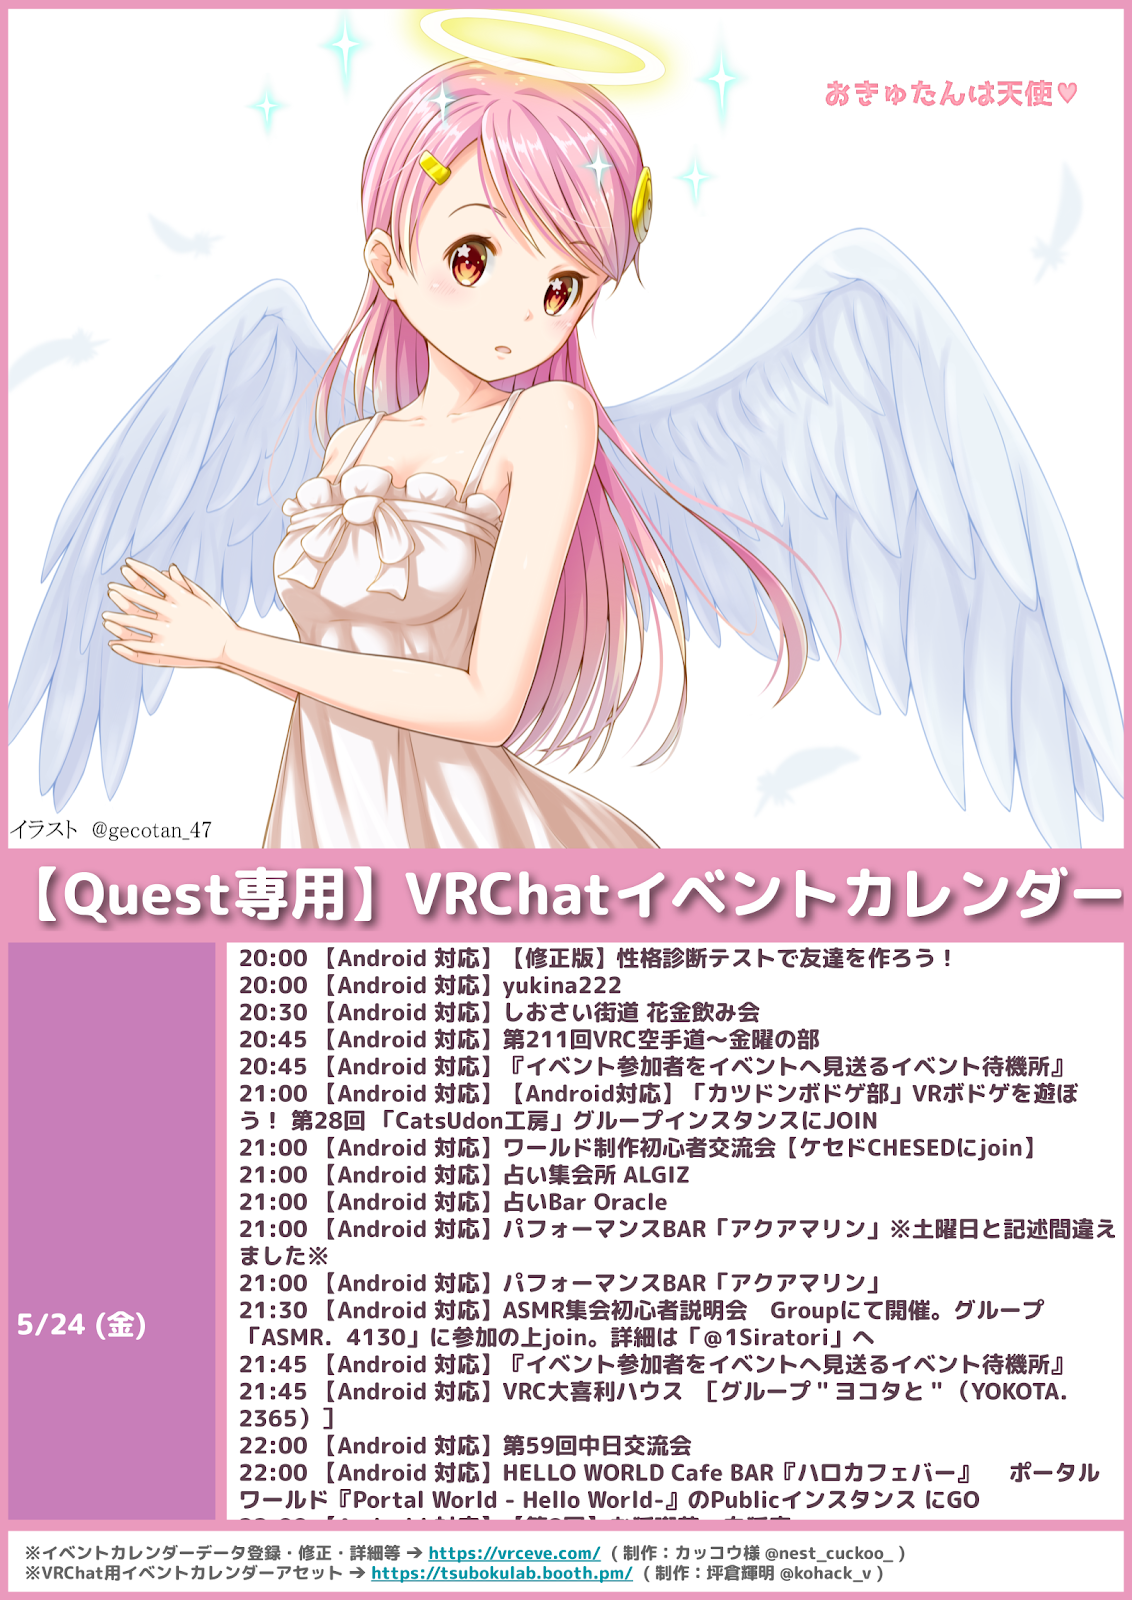 おきゅたんは天使♥
イラスト @gecotan_47
【Quest専用】VRChatイベントカレンダー
5/24 (金)
20:00 【Android 対応】【修正版】性格診断テストで友達を作ろう！
20:00 【Android 対応】yukina222
20:30 【Android 対応】しおさい街道 花金飲み会
20:45 【Android 対応】第211回VRC空手道～金曜の部
20:45 【Android 対応】『イベント参加者をイベントへ見送るイベント待機所』
21:00 【Android 対応】【Android対応】「カツドンボドゲ部」VRボドゲを遊ぼ
う！ 第28回 「CatsUdon工房」グループインスタンスにJOIN
21:00 【Android 対応】ワールド制作初心者交流会【ケセドCHESEDにjoin】
21:00 【Android 対応】占い集会所 ALGIZ
21:00 【Android 対応】占いBar Oracle
21:00 【Android 対応】パフォーマンスBAR「アクアマリン」※土曜日と記述間違え
ました※
21:00 【Android 対応】パフォーマンスBAR「アクアマリン」
21:30 【Android 対応】ASMR集会初心者説明会　Groupにて開催。グループ
「ASMR．4130」に参加の上join。詳細は「＠1Siratori」へ
21:45 【Android 対応】『イベント参加者をイベントへ見送るイベント待機所』
21:45 【Android 対応】VRC大喜利ハウス　［グループ＂ヨコタと＂（YOKOTA.
2365）］
22:00 【Android 対応】第59回中日交流会
22:00 【Android 対応】HELLO WORLD Cafe BAR『ハロカフェバー』　 ポータル
ワールド『Portal World - Hello World-』のPublicインスタンス にGO
※イベントカレンダーデータ登録・修正・詳細等 ➔ https://vrceve.com/ （制作：カッコウ様 @nest_cuckoo_ ）
※VRChat用イベントカレンダーアセット ➔ https://tsubokulab.booth.pm/ （制作：坪倉輝明 @kohack_v ）